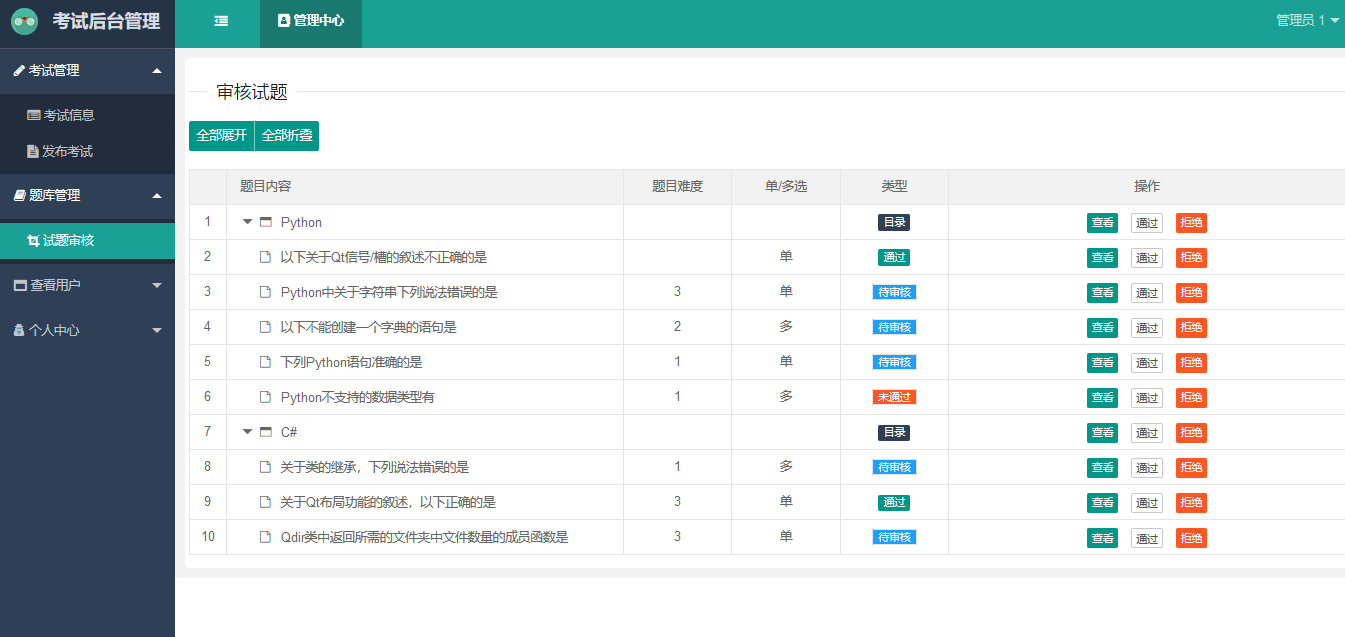 考试后台管理
管理中心
管理员 1
考试管理
考试信息
发布考试
题库管理
试题审核
查看用户
个人中心
审核试题
全部展开 全部折叠
题目内容 题目难度 单/多选 类型 操作
1 Python 目录 查看 通过 拒绝
2 以下关于Qt信号/槽的叙述不正确的是 单 通过 查看 通过 拒绝
3 Python中关于字符串下列说法错误的是 3 单 待审核 查看 通过 拒绝
4 以下不能创建一个字典的语句是 2 多 待审核 查看 通过 拒绝
5 下列Python语句准确的是 1 单 待审核 查看 通过 拒绝
6 Python不支持的数据类型有 1 多 未通过 查看 通过 拒绝
7 C# 目录 查看 通过 拒绝
8 关于类的继承，下列说法错误的是 1 多 待审核 查看 通过 拒绝
9 关于Qt布局功能的叙述，以下正确的是 3 单 通过 查看 通过 拒绝
10 Qdir类中返回所需的文件夹中文件数量的成员函数是 3 单 待审核 查看 通过 拒绝